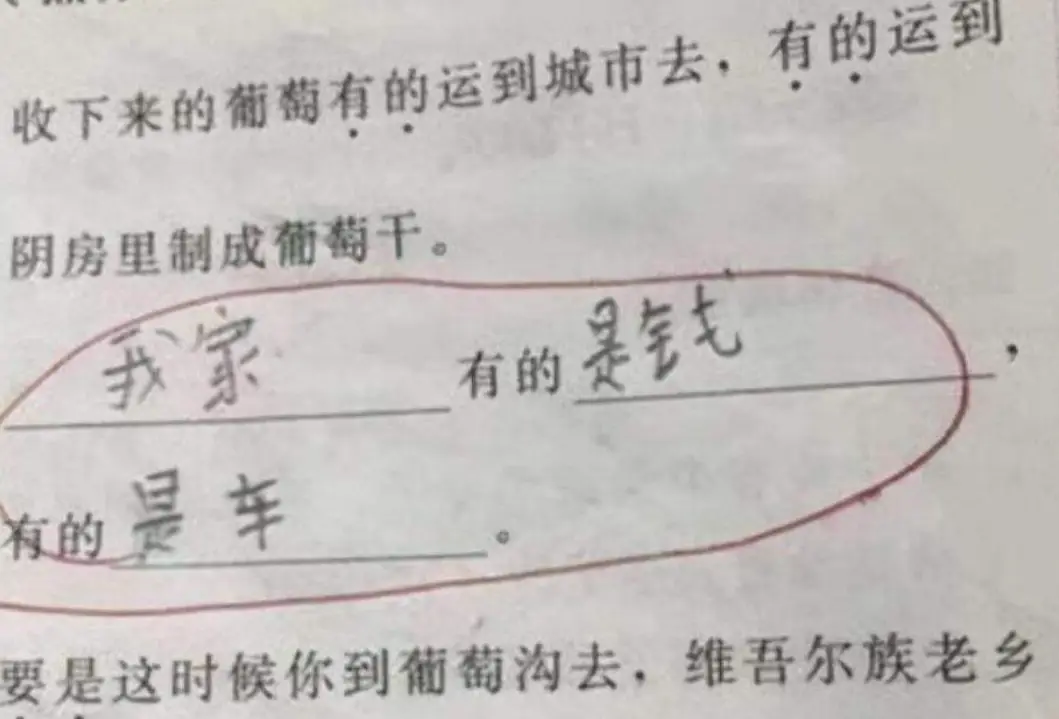 收下来的葡萄有的运到城市去，有的运到
阴房里制成葡萄干。
我家有的是钱，
有的是车。
要是这时候你到葡萄沟去，维吾尔族老乡